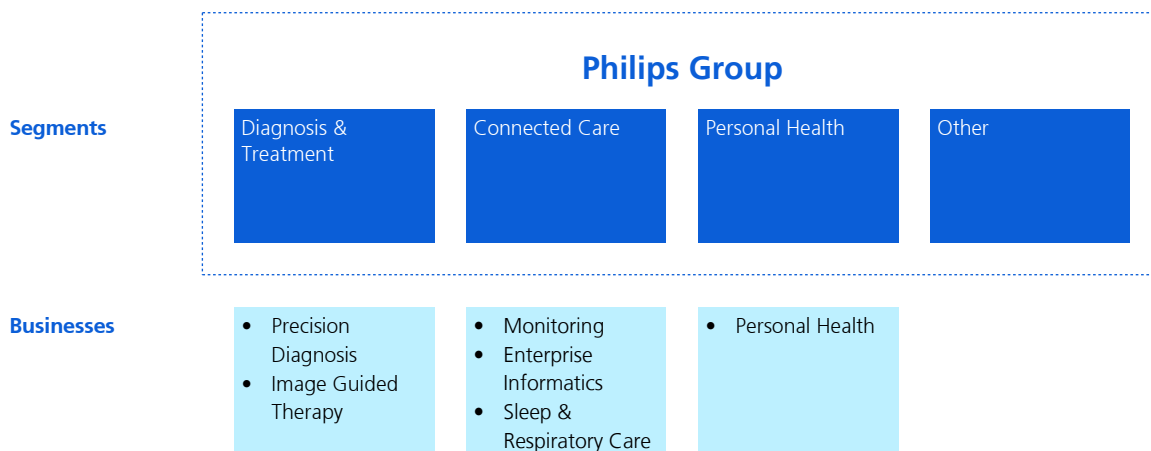 Philips Group
Segments
Diagnosis &
Treatment
Connected Care
Personal Health
Other
Businesses
• Precision
Diagnosis
• Image Guided
Therapy
• Monitoring
• Enterprise
Informatics
• Sleep &
Respiratory Care
• Personal Health